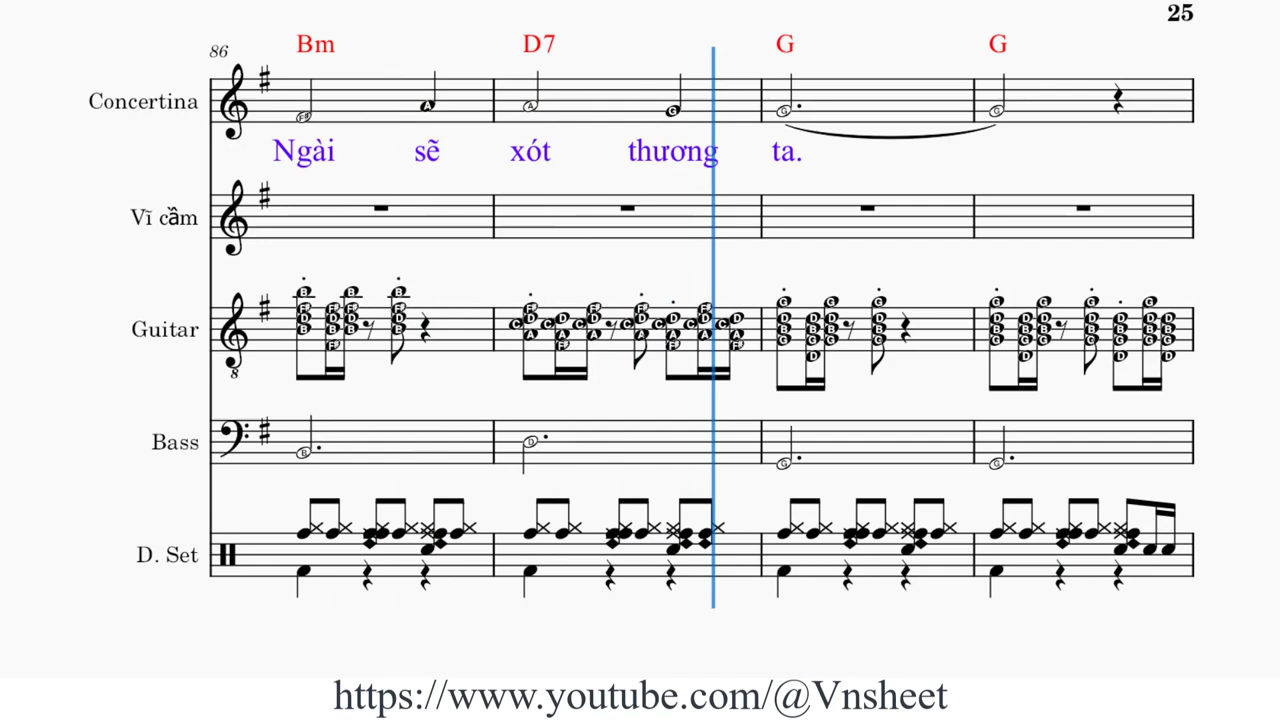 25
86 Bm D7 G G
Concertina
Ngài sẽ xót thương ta.
Vĩ cầm
Guitar
8
Bass
D. Set
https://www.youtube.com/@Vnsheet